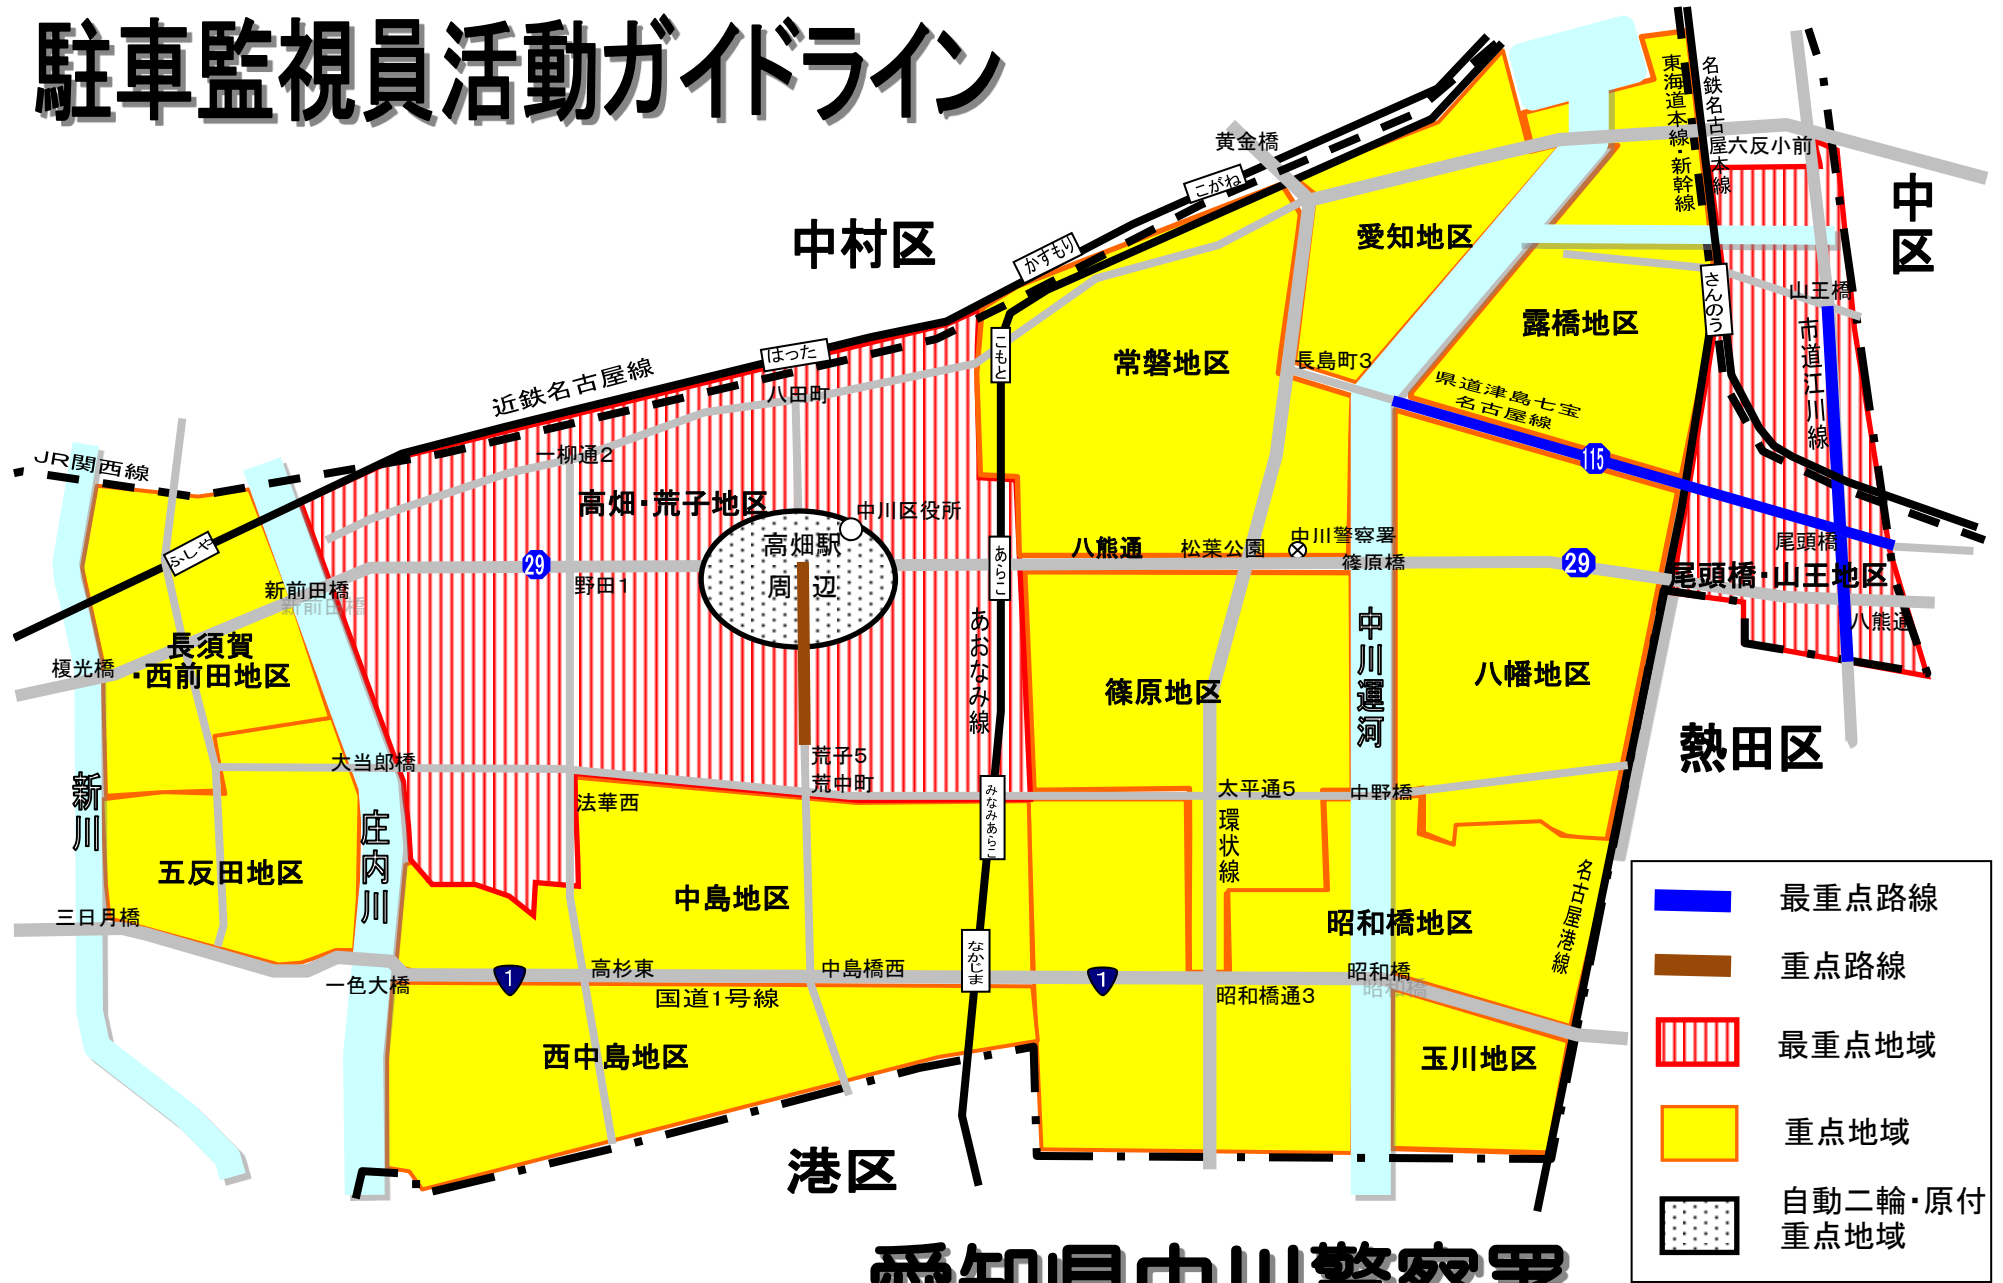 駐車監視員活動ガイドライン
中村区
中区
熱田区
港区
黄金橋
こがね
かすもり
はった
近鉄名古屋線
JR関西線
ふしや
東海道本線・新幹線
名鉄名古屋本線
六反小前
さんのう
山王橋
市道江川線
愛知地区
露橋地区
常磐地区
長島町3
県道津島七宝
名古屋線
115
こもと
八田町
一柳通2
高畑・荒子地区
中川区役所
高畑駅
周辺
29
野田1
あらこ
あおなみ線
八熊通
松葉公園
中川警察署
篠原橋
29
尾頭橋
尾頭橋・山王地区
八熊通
新前田橋
長須賀
・西前田地区
榎光橋
新川
庄内川
大当郎橋
荒子5
荒中町
法華西
みなみあらこ
篠原地区
中川運河
八幡地区
太平通5
環状線
中野橋
五反田地区
三日月橋
中島地区
昭和橋地区
名古屋港線
一色大橋
1
高杉東
国道1号線
中島橋西
なかじま
1
昭和橋通3
昭和橋
西中島地区
玉川地区
最重点路線
重点路線
最重点地域
重点地域
自動二輪・原付
重点地域
愛知県中川警察署